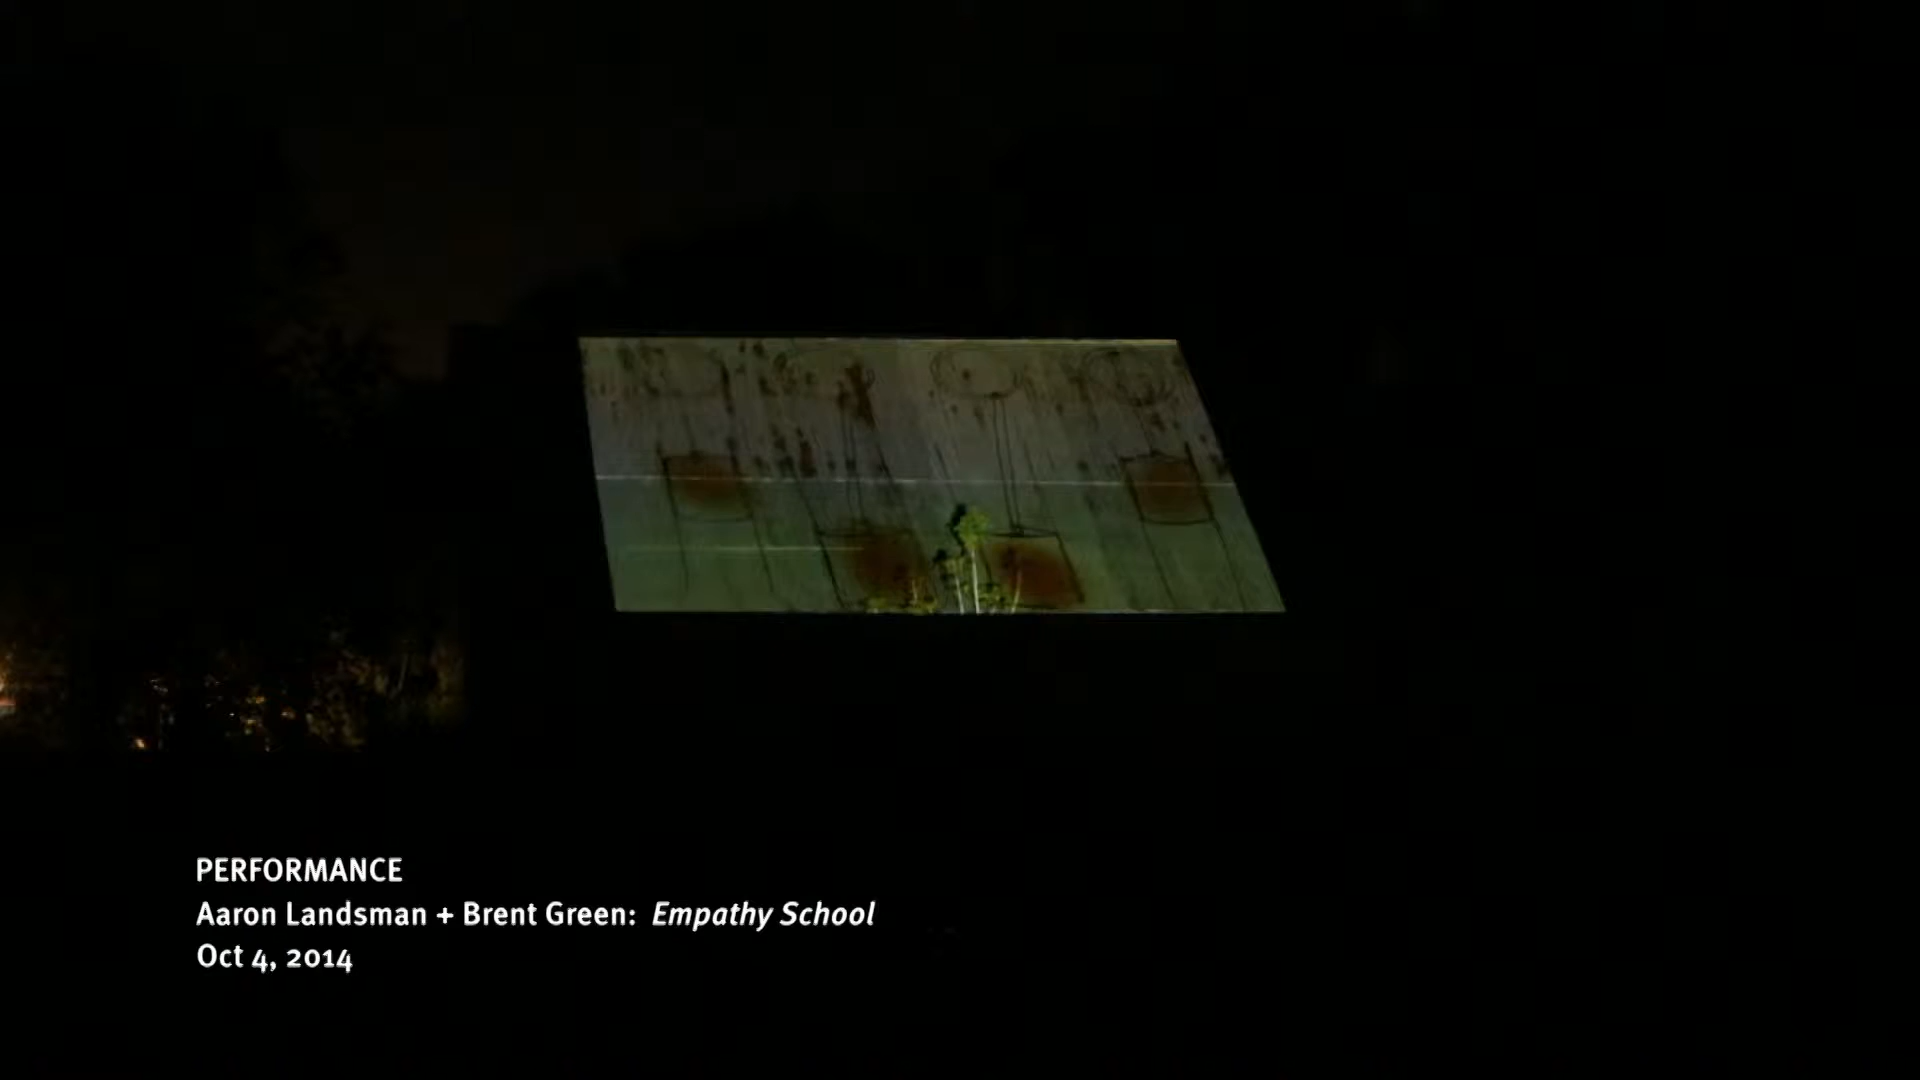 PERFORMANCE
Aaron Landsman + Brent Green: Empathy School
Oct 4, 2014